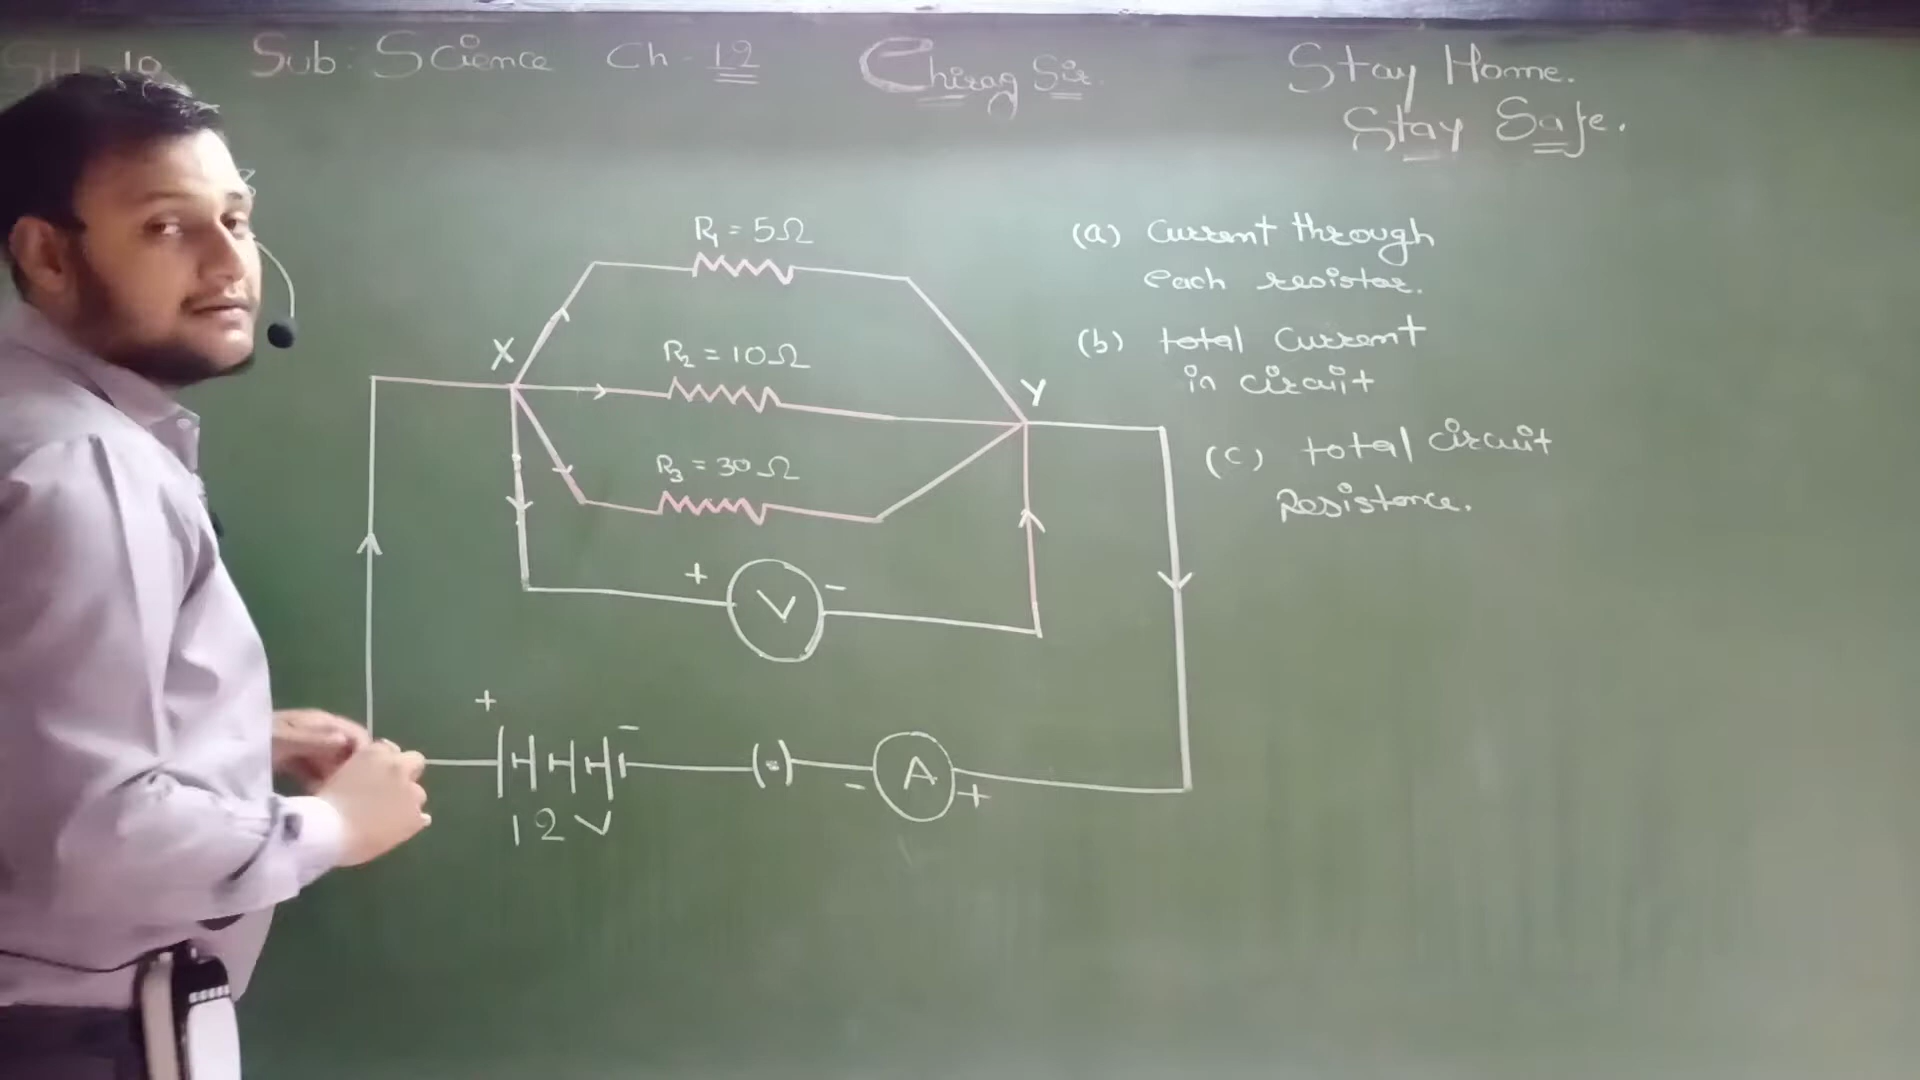 Sub: Science Ch-12 Chirag Sir.
Stay Home.
Stay Safe.
R₁ = 5Ω
X
R₂ = 10Ω
Y
R₃ = 30Ω
+ V -
+ -
12V
- A +
(a) Current through
each resistor.
(b) total current
in circuit
(c) total circuit
Resistance.